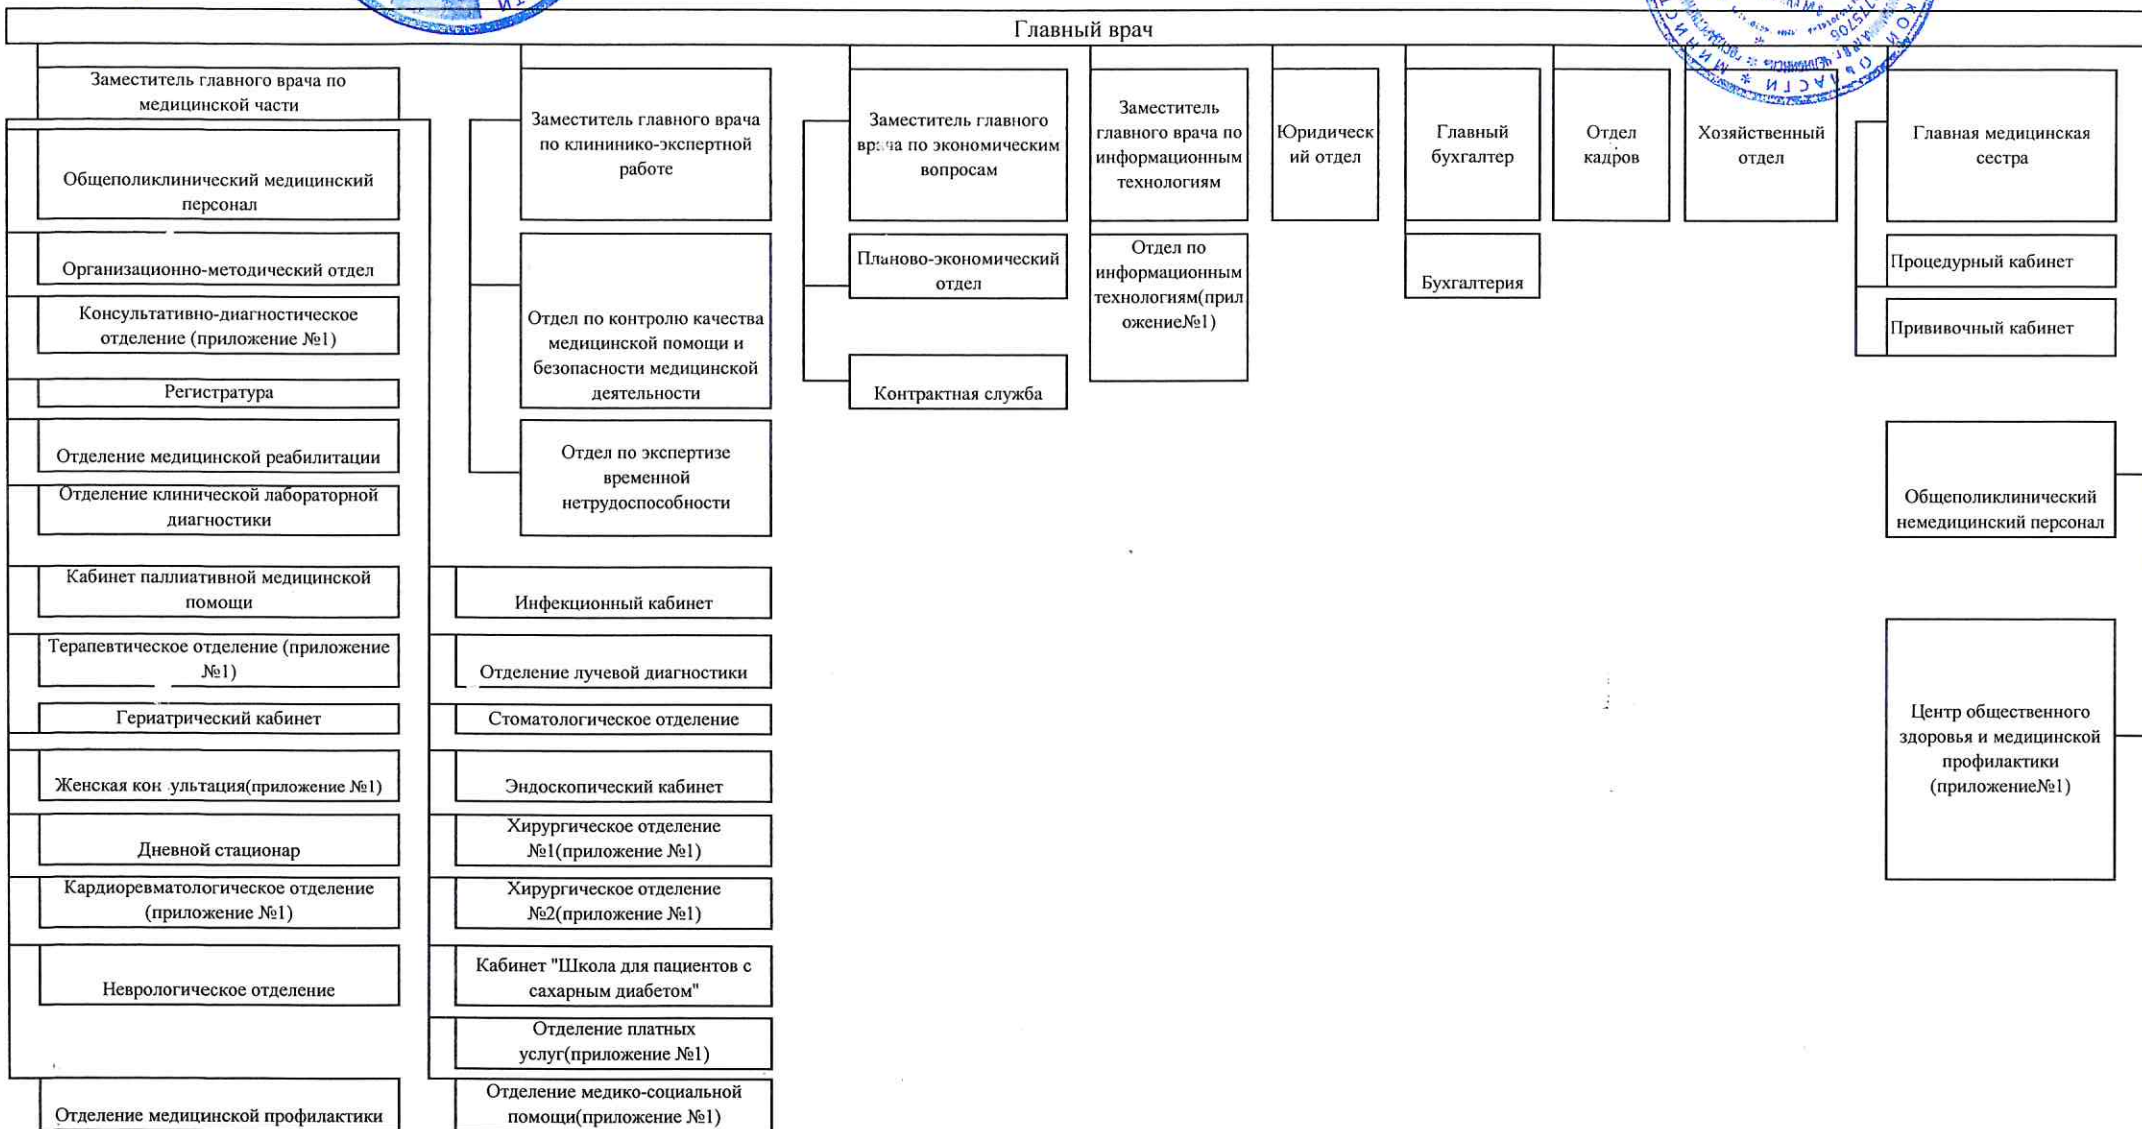 Главный врач
Заместитель главного врача по
медицинской части
Общеполиклинический медицинский
персонал
Организационно-методический отдел
Консультативно-диагностическое
отделение (приложение №1)
Регистратура
Отделение медицинской реабилитации
Отделение клинической лабораторной
диагностики
Кабинет паллиативной медицинской
помощи
Терапевтическое отделение (приложение
№1)
Гериатрический кабинет
Женская кон ультация(приложение №1)
Дневной стационар
Кардиоревматологическое отделение
(приложение №1)
Неврологическое отделение
Отделение медицинской профилактики
Инфекционный кабинет
Отделение лучевой диагностики
Стоматологическое отделение
Эндоскопический кабинет
Хирургическое отделение
№1(приложение №1)
Хирургическое отделение
№2(приложение №1)
Кабинет "Школа для пациентов с
сахарным диабетом"
Отделение платных
услуг(приложение №1)
Отделение медико-социальной
помощи(приложение №1)
Заместитель главного врача
по клининико-экспертной
работе
Отдел по контролю качества
медицинской помощи и
безопасности медицинской
деятельности
Отдел по экспертизе
временной
нетрудоспособности
Заместитель главного
врача по экономическим
вопросам
Планово-экономический
отдел
Контрактная служба
Заместитель
главного врача по
информационным
технологиям
Отдел по
информационным
технологиям(прил
ожение№1)
Юридическ
ий отдел
Главный
бухгалтер
Бухгалтерия
Отдел
кадров
Хозяйственный
отдел
Главная медицинская
сестра
Процедурный кабинет
Прививочный кабинет
Общеполиклинический
немедицинский персонал
Центр общественного
здоровья и медицинской
профилактики
(приложение№1)